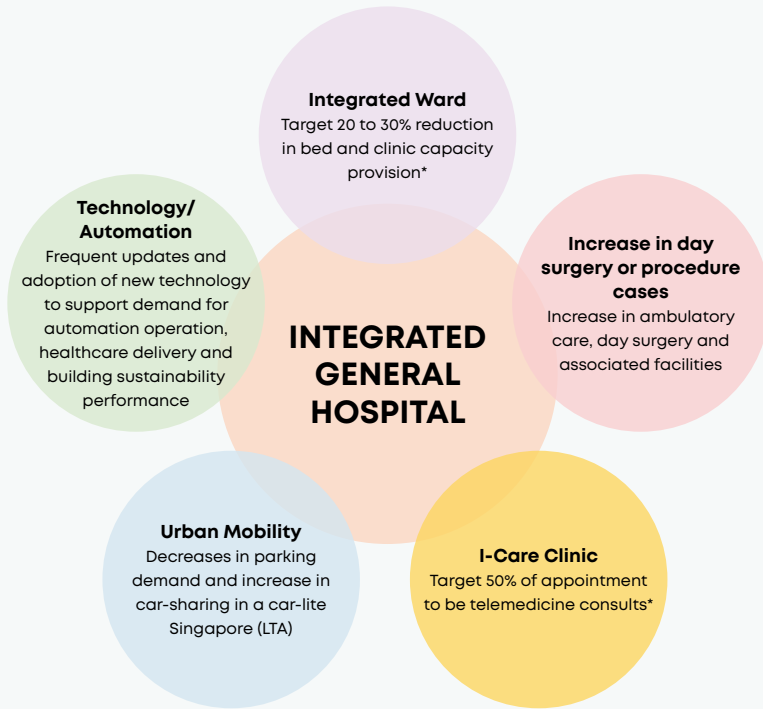 Integrated Ward
Target 20 to 30% reduction
in bed and clinic capacity
provision*
Technology/
Automation
Frequent updates and
adoption of new technology
to support demand for
automation operation,
healthcare delivery and
building sustainability
performance
Increase in day
surgery or procedure
cases
Increase in ambulatory
care, day surgery and
associated facilities
INTEGRATED
GENERAL
HOSPITAL
Urban Mobility
Decreases in parking
demand and increase in
car-sharing in a car-lite
Singapore (LTA)
I-Care Clinic
Target 50% of appointment
to be telemedicine consults*